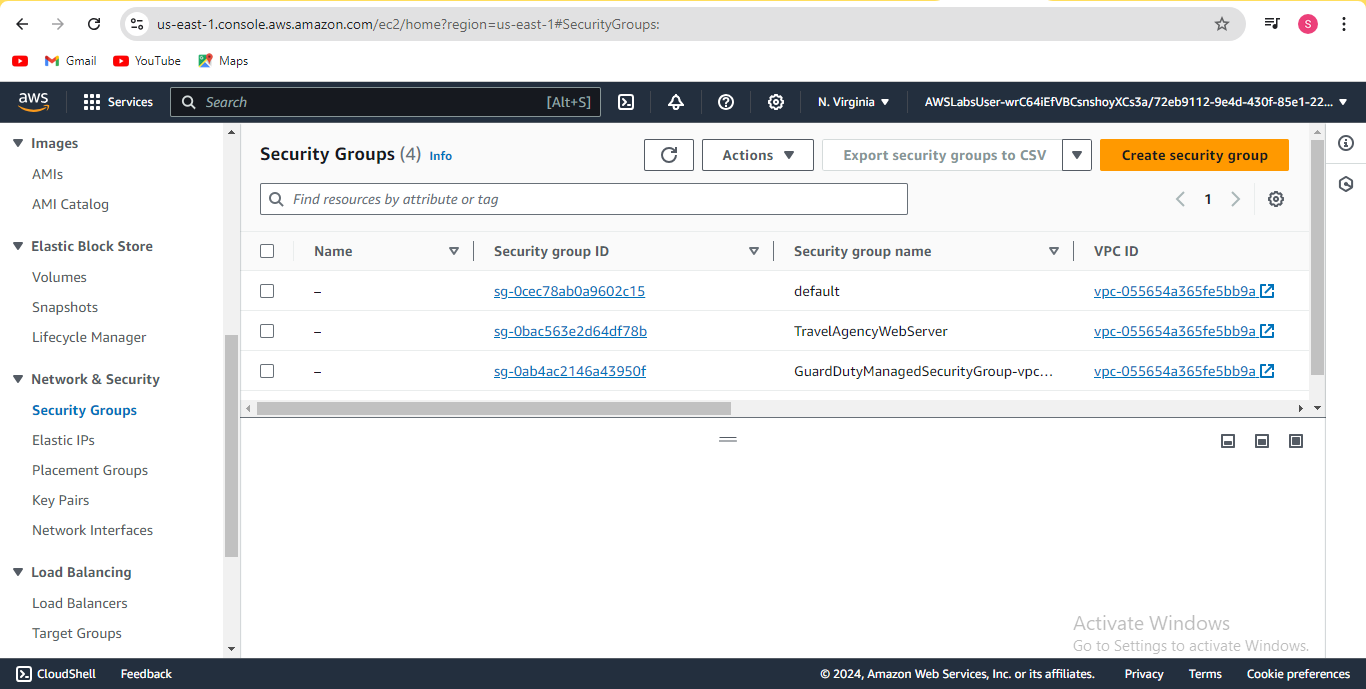 us-east-1.console.aws.amazon.com/ec2/home?region=us-east-1#SecurityGroups:
S
Gmail
YouTube
Maps
aws
Services
Search
[Alt+S]
N. Virginia
AWSLabsUser-wrC64iEfVBCsnshoyXCs3a/72eb9112-9e4d-430f-85e1-22...
Images
AMIs
AMI Catalog
Elastic Block Store
Volumes
Snapshots
Lifecycle Manager
Network & Security
Security Groups
Elastic IPs
Placement Groups
Key Pairs
Network Interfaces
Load Balancing
Load Balancers
Target Groups
Security Groups (4) Info
Actions
Export security groups to CSV
Create security group
Find resources by attribute or tag
1
Name Security group ID Security group name VPC ID
– sg-0cec78ab0a9602c15 default vpc-055654a365fe5bb9a
– sg-0bac563e2d64df78b TravelAgencyWebServer vpc-055654a365fe5bb9a
– sg-0ab4ac2146a43950f GuardDutyManagedSecurityGroup-vpc... vpc-055654a365fe5bb9a
Activate Windows
Go to Settings to activate Windows.
CloudShell Feedback © 2024, Amazon Web Services, Inc. or its affiliates. Privacy Terms Cookie preferences